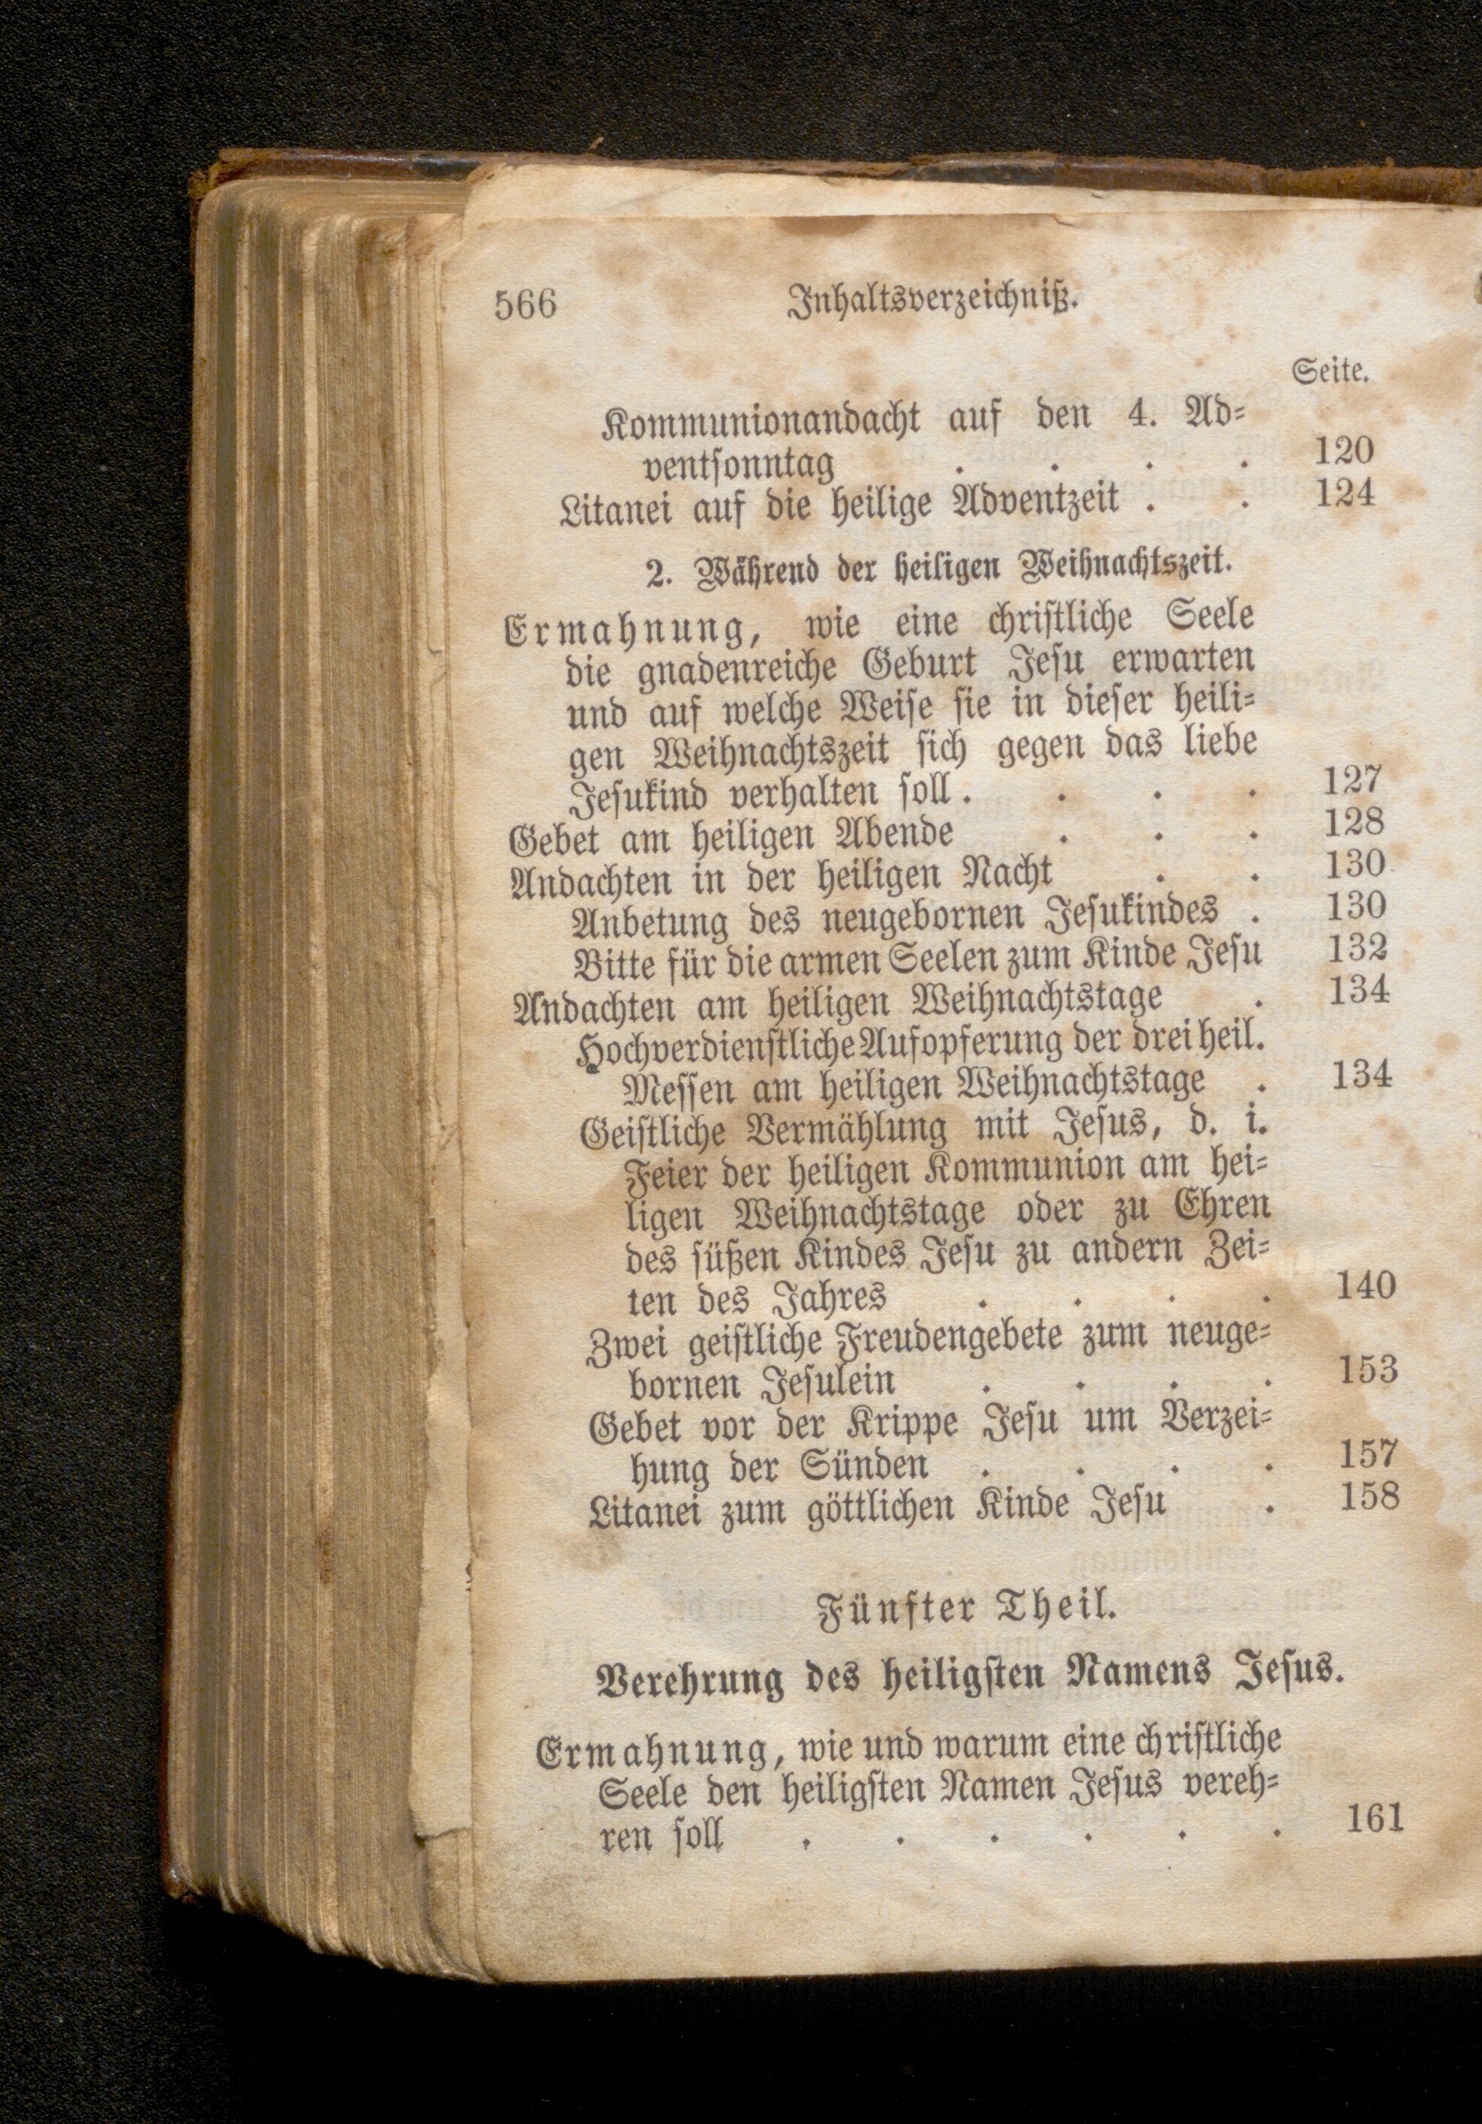 566 Inhaltsverzeichniß.
Seite.
Kommunionandacht auf den 4. Ad=
ventsonntag . . . . 120
Litanei auf die heilige Adventzeit . . 124
2. Während der heiligen Weihnachtszeit.
Ermahnung, wie eine christliche Seele
die gnadenreiche Geburt Jesu erwarten
und auf welche Weise sie in dieser heili=
gen Weihnachtszeit sich gegen das liebe
Jesukind verhalten soll . . . . 127
Gebet am heiligen Abende . . . 128
Andachten in der heiligen Nacht . . 130
Anbetung des neugebornen Jesukindes . 130
Bitte für die armen Seelen zum Kinde Jesu 132
Andachten am heiligen Weihnachtstage . 134
Hochverdienstliche Aufopferung der drei heil.
Messen am heiligen Weihnachtstage . 134
Geistliche Vermählung mit Jesus, d. i.
Feier der heiligen Kommunion am hei=
ligen Weihnachtstage oder zu Ehren
des süßen Kindes Jesu zu andern Zei=
ten des Jahres . . . . 140
Zwei geistliche Freudengebete zum neuge=
bornen Jesulein . . . . 153
Gebet vor der Krippe Jesu um Verzei=
hung der Sünden . . . . 157
Litanei zum göttlichen Kinde Jesu . 158
Fünfter Theil.
Verehrung des heiligsten Namens Jesus.
Ermahnung, wie und warum eine christliche
Seele den heiligsten Namen Jesus vereh=
ren soll . . . . . . 161